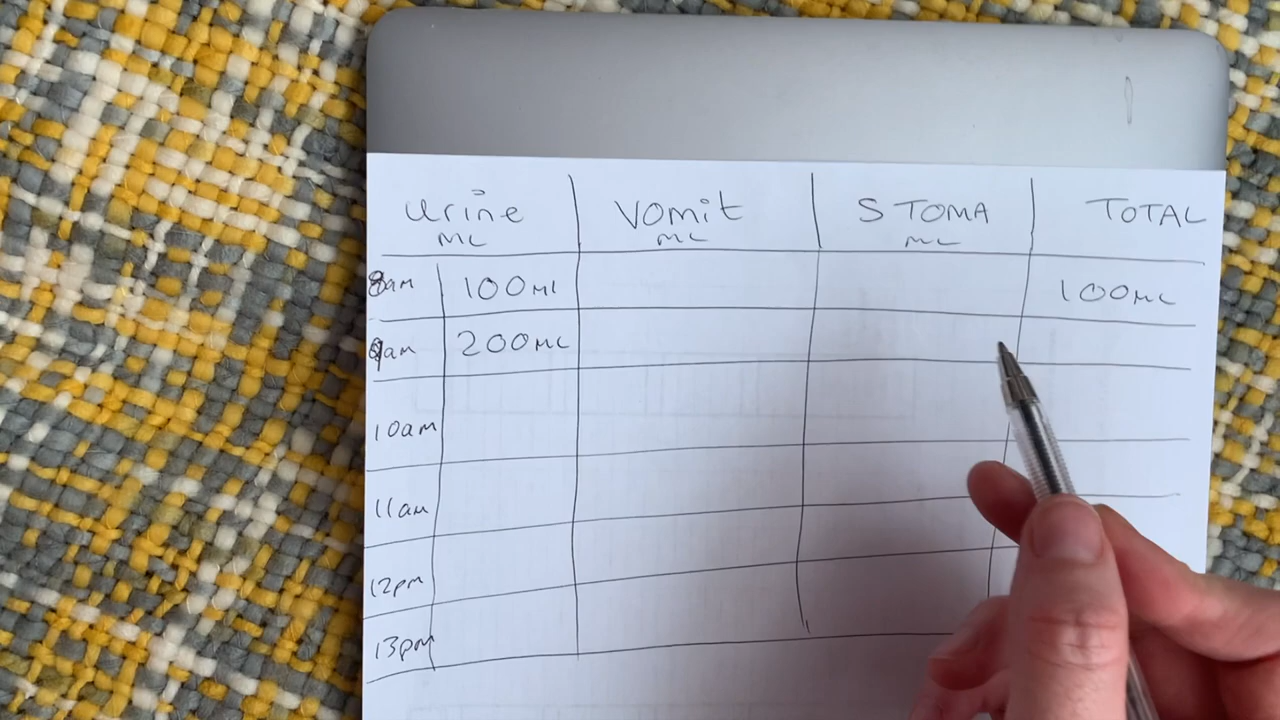 Urine VOMIT STOMA TOTAL
ML ML ML
8am 100ml 100ML
9am 200ML
10am
11am
12pm
13pm